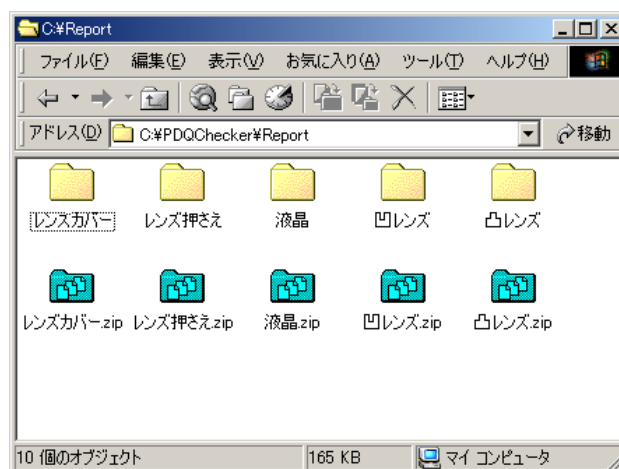 C:¥Report
ファイル(F) 編集(E) 表示(V) お気に入り(A) ツール(T) ヘルプ(H)
アドレス(D) C:¥PDQChecker¥Report 移動
レンズカバー レンズ押さえ 液晶 凹レンズ 凸レンズ
レンズカバー.zip レンズ押さえ.zip 液晶.zip 凹レンズ.zip 凸レンズ.zip
10 個のオブジェクト 165 KB マイ コンピュータ